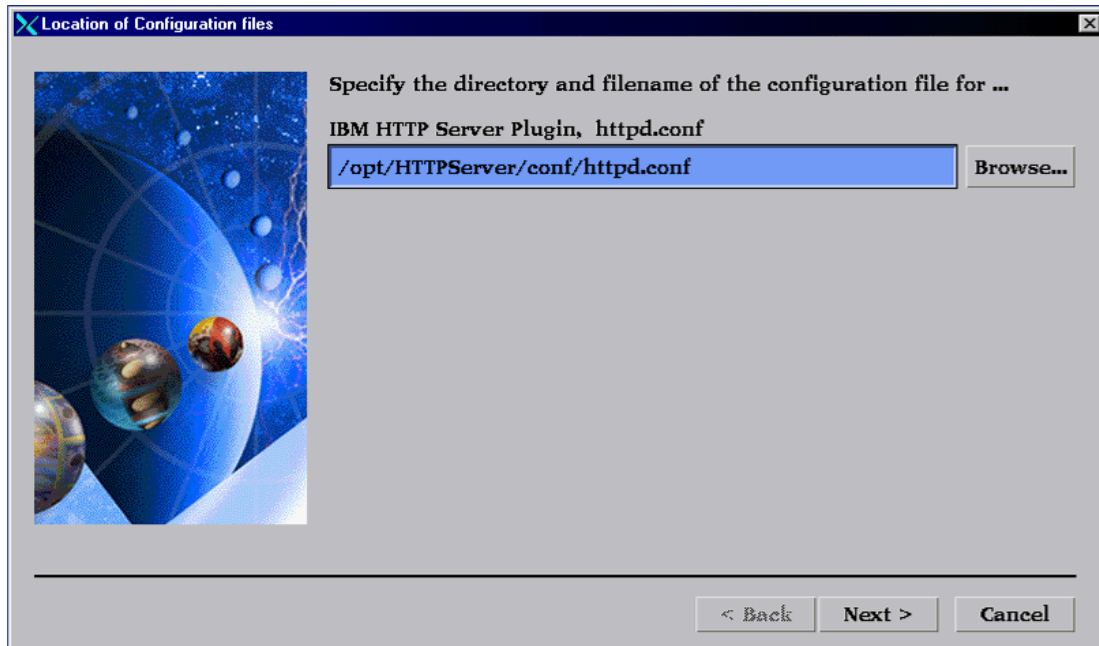 Location of Configuration files
Specify the directory and filename of the configuration file for ...
IBM HTTP Server Plugin, httpd.conf
/opt/HTTPServer/conf/httpd.conf
Browse...
< Back
Next >
Cancel